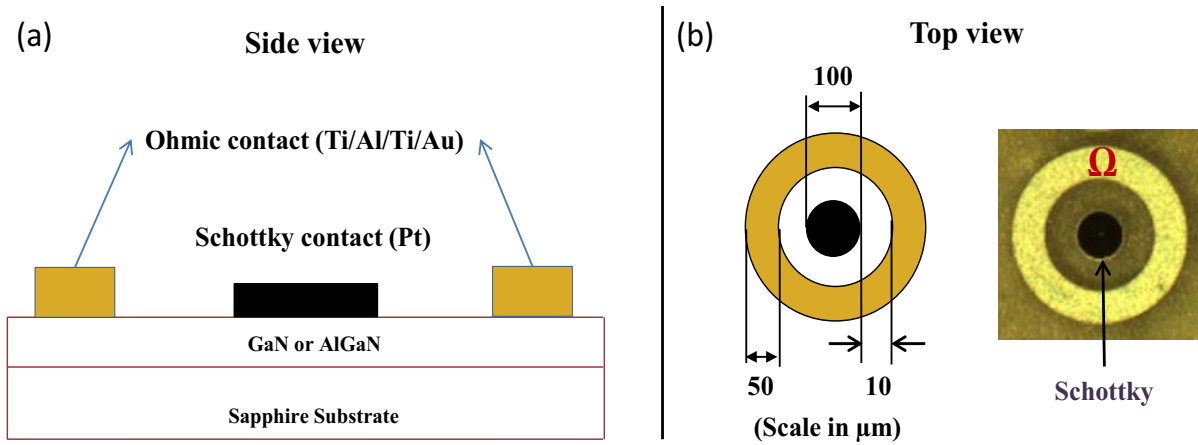 (a)
Side view
Ohmic contact (Ti/Al/Ti/Au)
Schottky contact (Pt)
GaN or AlGaN
Sapphire Substrate
(b)
Top view
100
50
10
(Scale in µm)
Ω
Schottky